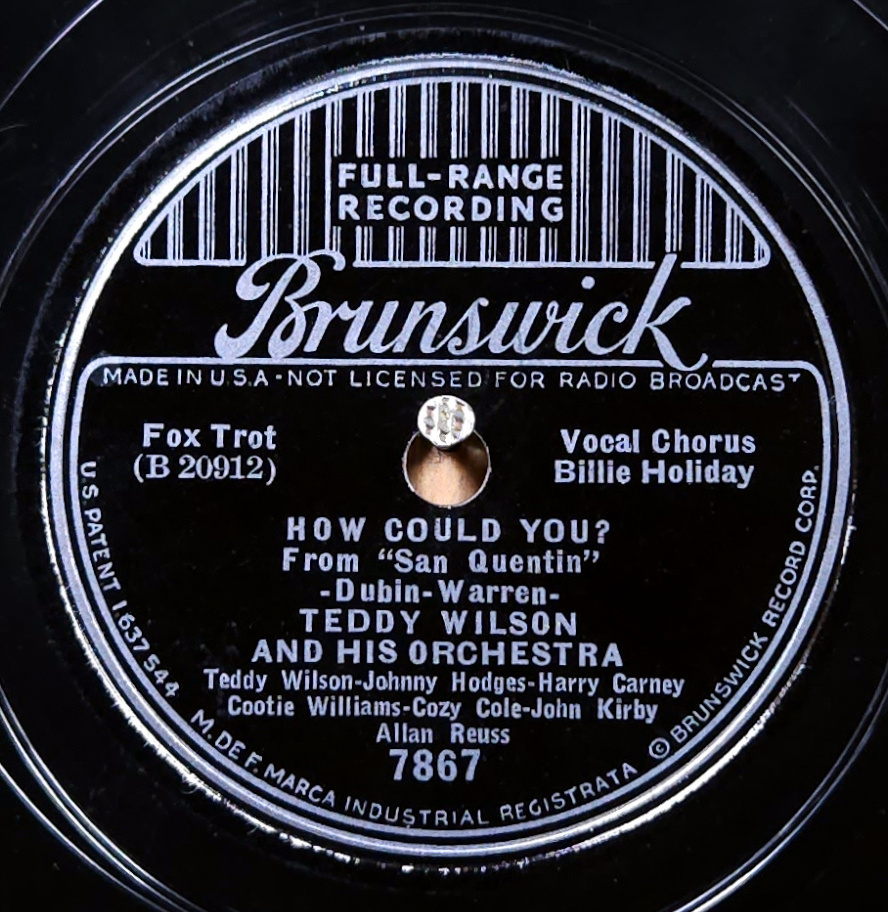 FULL-RANGE
RECORDING
Brunswick
MADE IN U.S.A - NOT LICENSED FOR RADIO BROADCAST
Fox Trot
(B 20912)
Vocal Chorus
Billie Holiday
HOW COULD YOU?
From "San Quentin"
-Dubin-Warren-
TEDDY WILSON
AND HIS ORCHESTRA
Teddy Wilson-Johnny Hodges-Harry Carney
Cootie Williams-Cozy Cole-John Kirby
Allan Reuss
7867
U.S. PATENT 1637544 M. DE F. MARCA INDUSTRIAL REGISTRATA © BRUNSWICK RECORD CORP.